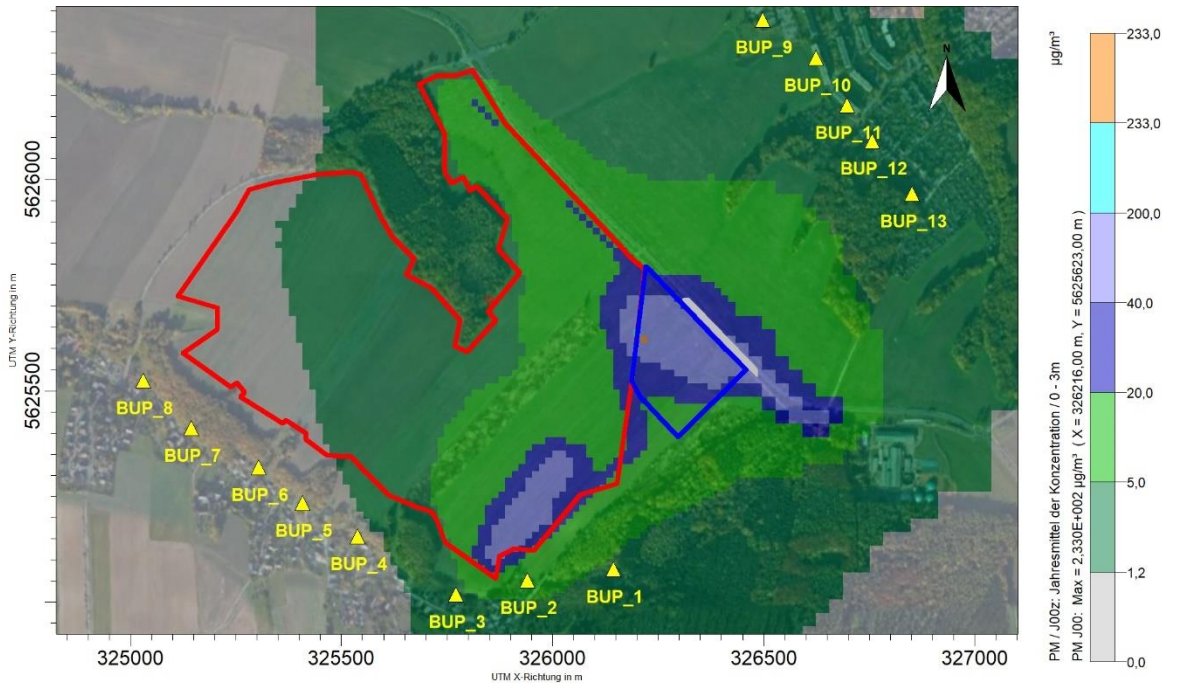 BUP_9
BUP_10
BUP_11
BUP_12
BUP_13
N
BUP_8
BUP_7
BUP_6
BUP_5
BUP_4
BUP_3
BUP_2
BUP_1
5626000
5625500
UTM Y-Richtung in m
325000
325500
326000
326500
327000
UTM X-Richtung in m
µg/m³
233,0
233,0
200,0
40,0
20,0
5,0
1,2
0,0
PM / J00z: Jahresmittel der Konzentration / 0 - 3m
PM J00: Max = 2,330E+002 µg/m³ ( X = 326216,00 m, Y = 5625623,00 m )